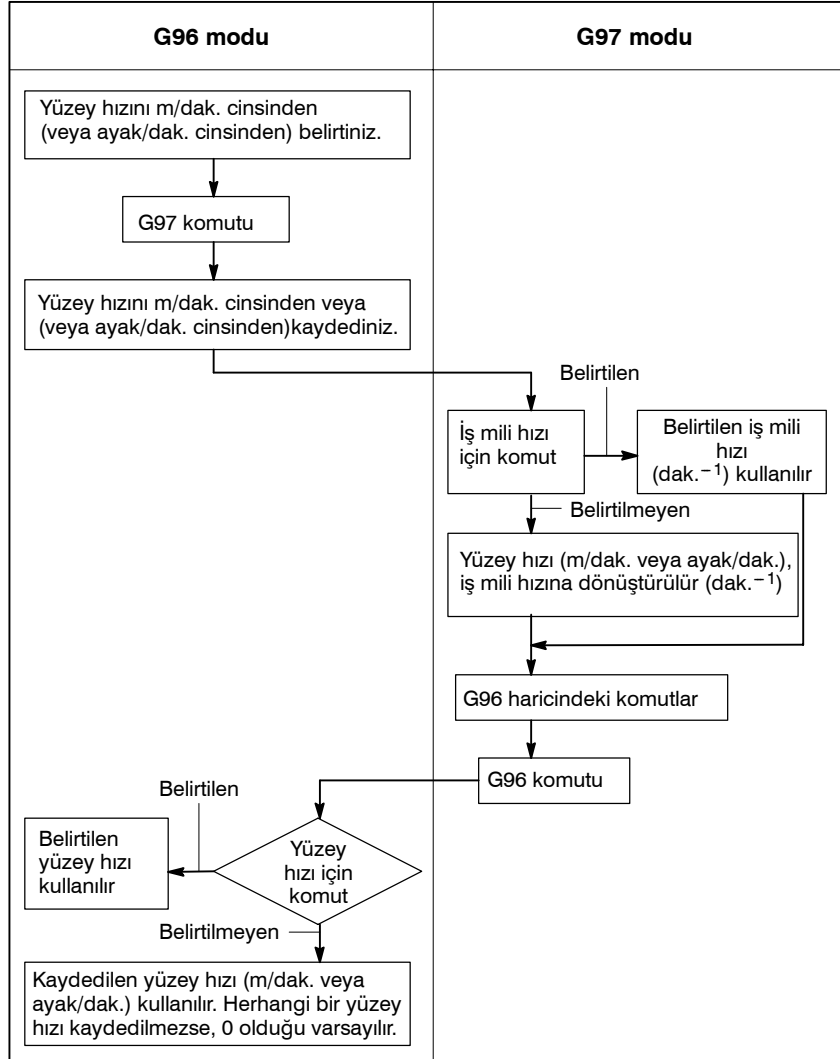 G96 modu
G97 modu
Yüzey hızını m/dak. cinsinden
(veya ayak/dak. cinsinden) belirtiniz.
G97 komutu
Yüzey hızını m/dak. cinsinden veya
(veya ayak/dak. cinsinden)kaydediniz.
Belirtilen
İş mili hızı
için komut
Belirtilen iş mili
hızı
(dak.⁻¹) kullanılır
Belirtilmeyen
Yüzey hızı (m/dak. veya ayak/dak.),
iş mili hızına dönüştürülür (dak.⁻¹)
G96 haricindeki komutlar
G96 komutu
Belirtilen
Yüzey
hızı için
komut
Belirtilen
yüzey hızı
kullanılır
Belirtilmeyen
Kaydedilen yüzey hızı (m/dak. veya
ayak/dak.) kullanılır. Herhangi bir yüzey
hızı kaydedilmezse, 0 olduğu varsayılır.